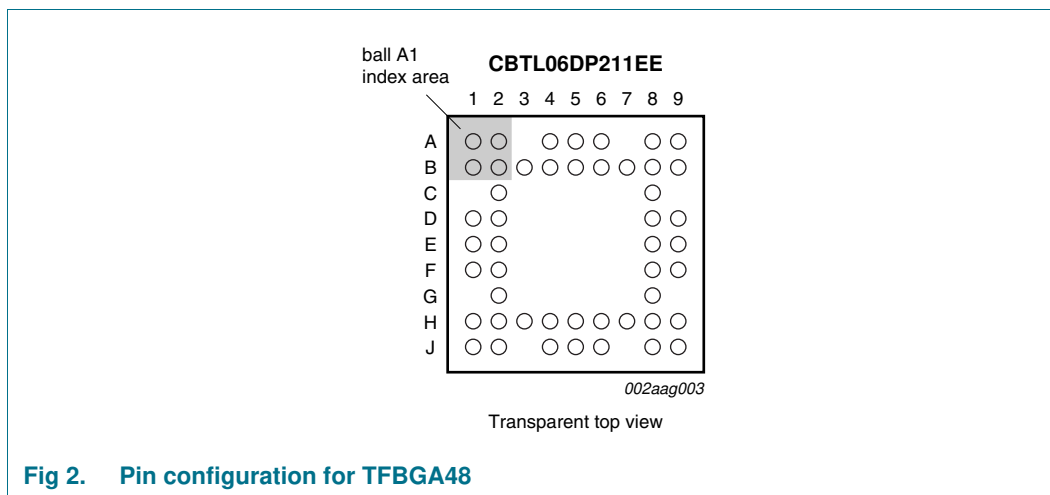 ball A1
index area
CBTL06DP211EE
1 2 3 4 5 6 7 8 9
A
B
C
D
E
F
G
H
J
002aag003
Transparent top view
Fig 2. Pin configuration for TFBGA48